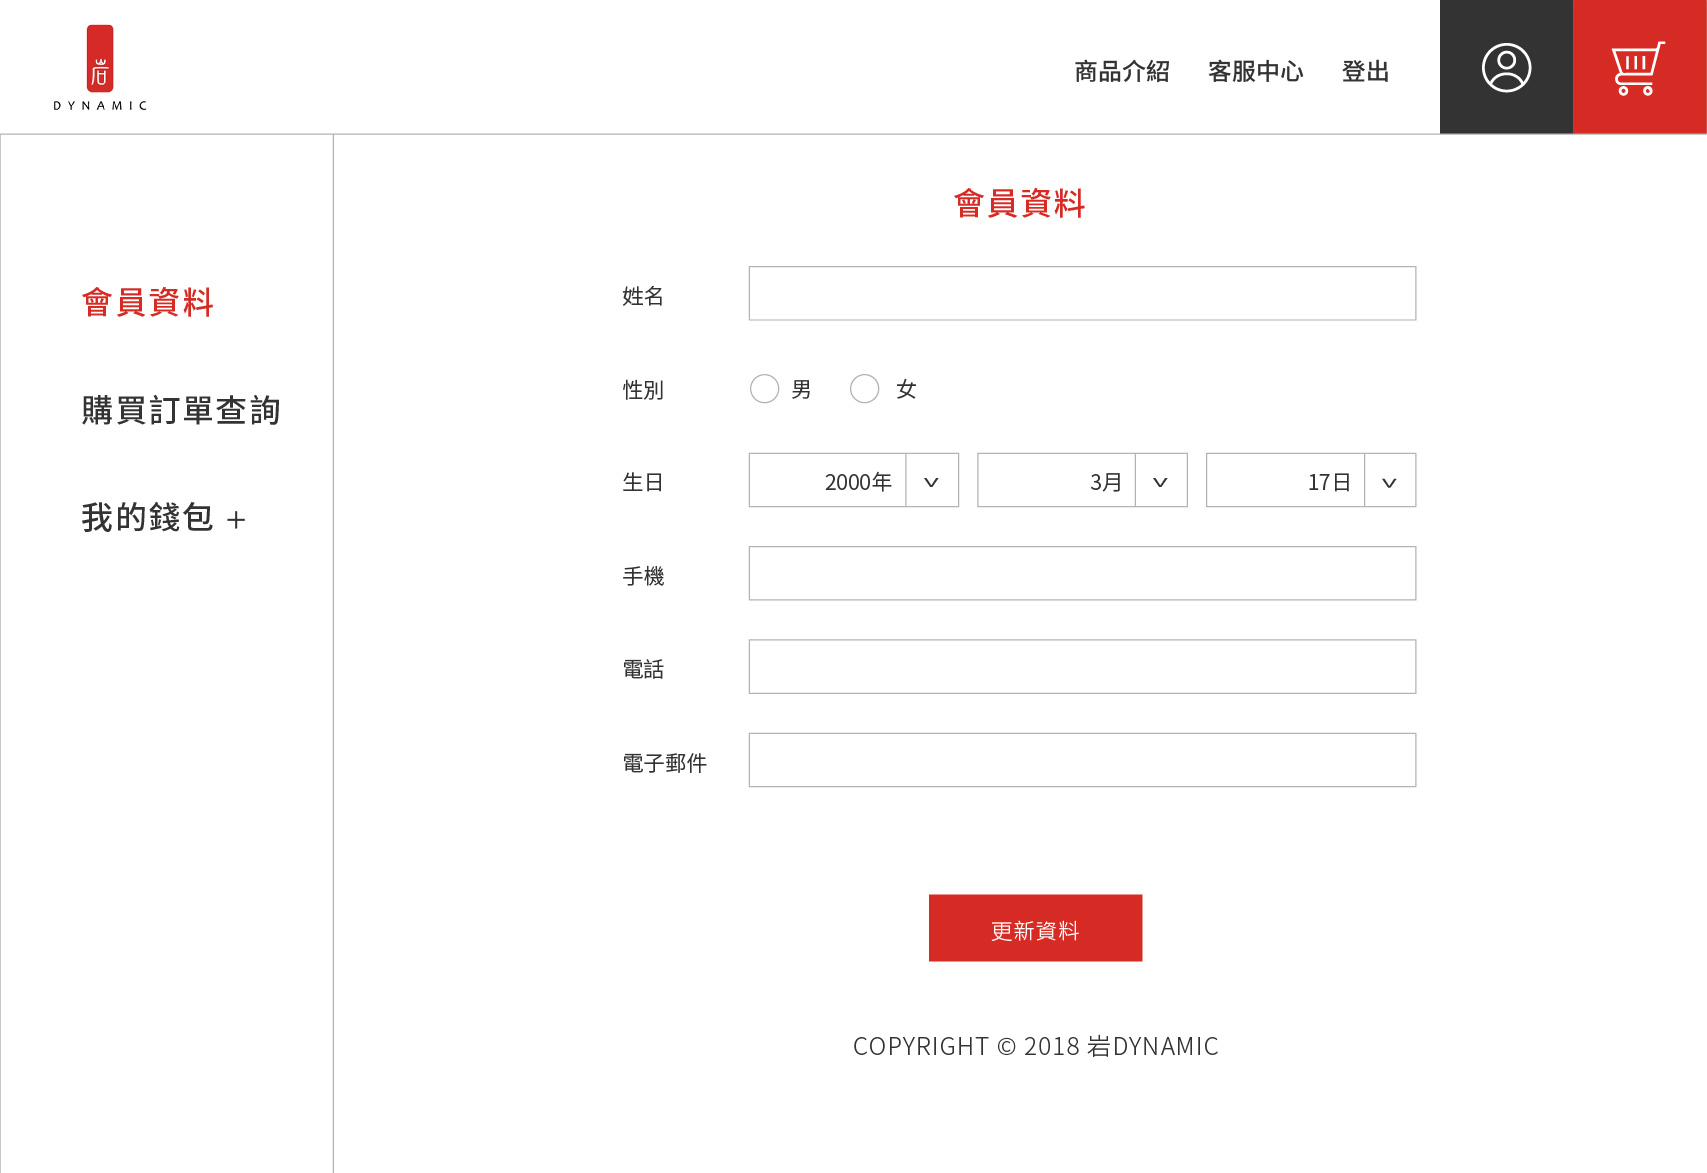 岩
DYNAMIC
商品介紹 客服中心 登出
會員資料
購買訂單查詢
我的錢包 +
會員資料
姓名
性別 男 女
生日 2000年 3月 17日
手機
電話
電子郵件
更新資料
COPYRIGHT © 2018 岩DYNAMIC